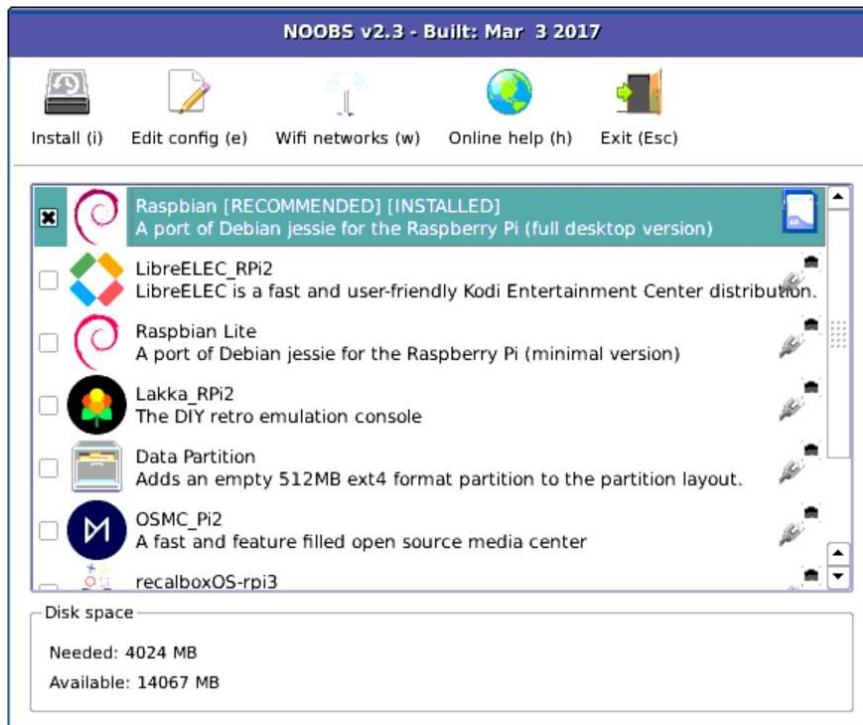 NOOBS v2.3 - Built: Mar 3 2017
Install (i) Edit config (e) Wifi networks (w) Online help (h) Exit (Esc)
Raspbian [RECOMMENDED] [INSTALLED]
A port of Debian jessie for the Raspberry Pi (full desktop version)
LibreELEC_RPi2
LibreELEC is a fast and user-friendly Kodi Entertainment Center distribution.
Raspbian Lite
A port of Debian jessie for the Raspberry Pi (minimal version)
Lakka_RPi2
The DIY retro emulation console
Data Partition
Adds an empty 512MB ext4 format partition to the partition layout.
OSMC_Pi2
A fast and feature filled open source media center
recalboxOS-rpi3
Disk space
Needed: 4024 MB
Available: 14067 MB